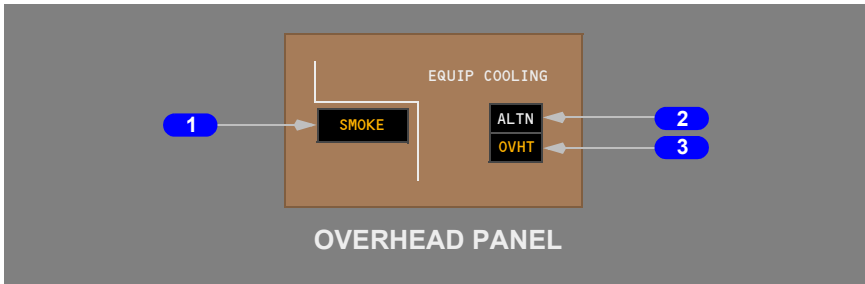 EQUIP COOLING
1
SMOKE
ALTN
2
OVHT
3
OVERHEAD PANEL